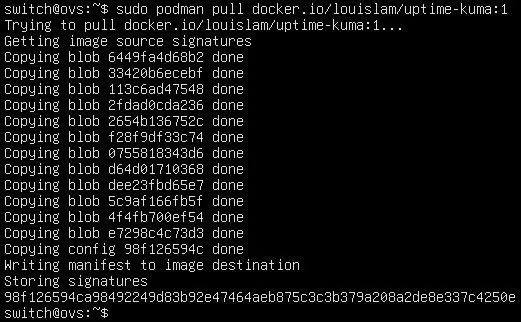 switch@ovs:~$ sudo podman pull docker.io/louislam/uptime-kuma:1
Trying to pull docker.io/louislam/uptime-kuma:1...
Getting image source signatures
Copying blob 6449fa4d68b2 done
Copying blob 33420b6ecebf done
Copying blob 113c6ad47548 done
Copying blob 2fdad0cda236 done
Copying blob 2654b136752c done
Copying blob f28f9df33c74 done
Copying blob 0755818343d6 done
Copying blob d64d01710368 done
Copying blob dee23fbd65e7 done
Copying blob 5c9af166fb5f done
Copying blob 4f4fb700ef54 done
Copying blob e7298c4c73d3 done
Copying config 98f126594c done
Writing manifest to image destination
Storing signatures
98f126594ca98492249d83b92e47464aeb875c3c3b379a208a2de8e337c4250e
switch@ovs:~$